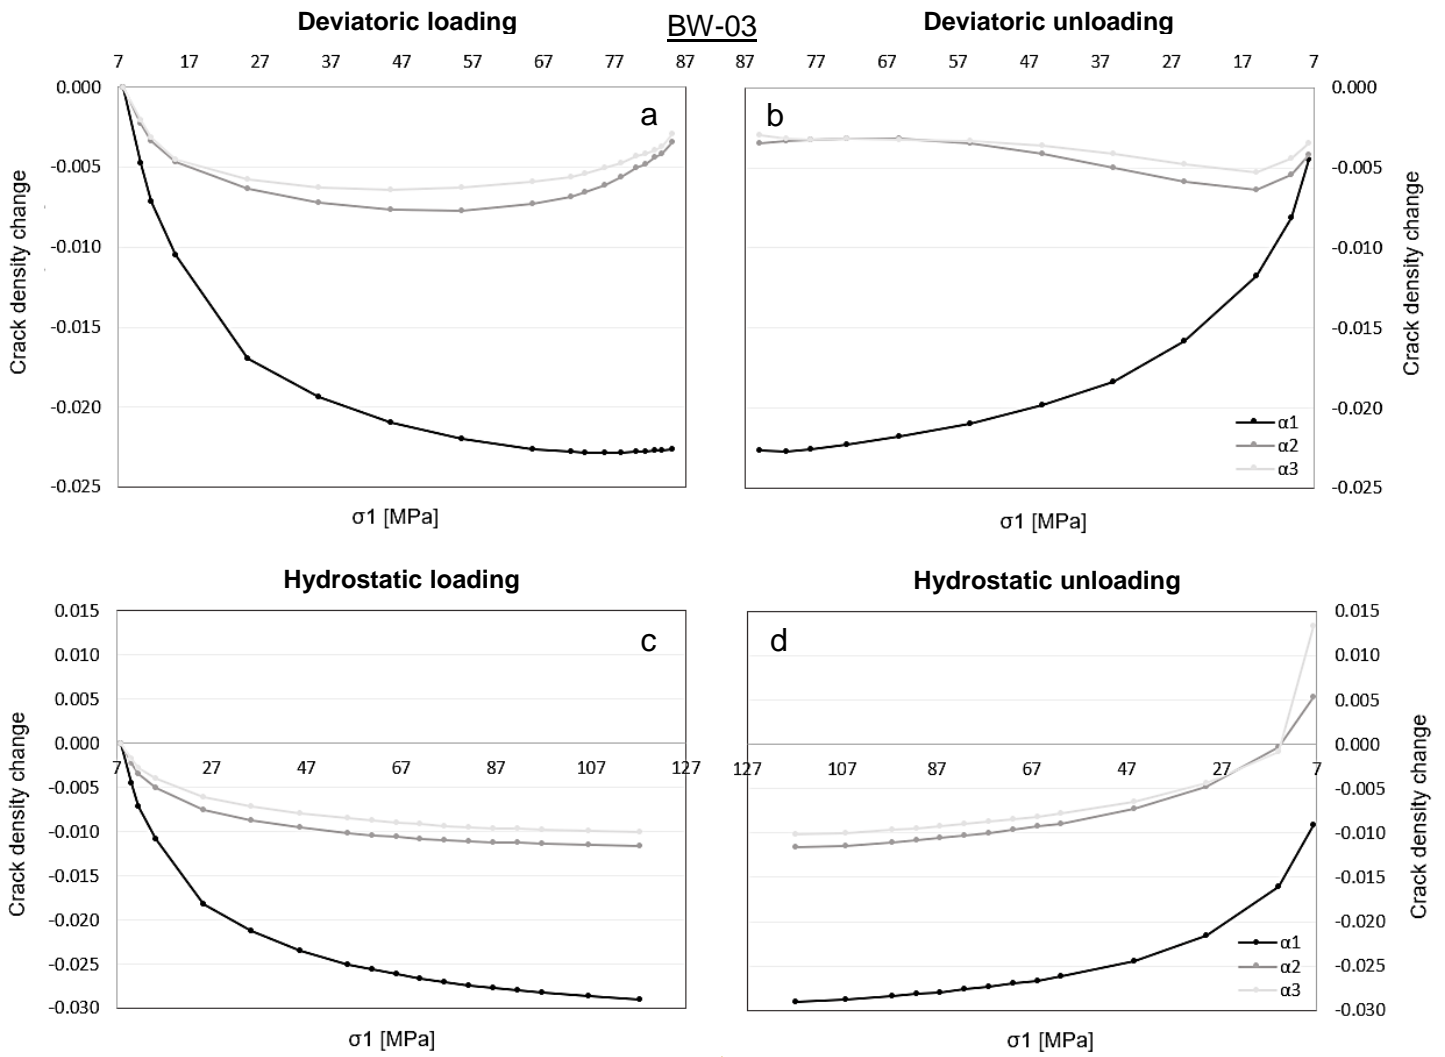 Deviatoric loading
BW-03
Deviatoric unloading
7 17 27 37 47 57 67 77 87
87 77 67 57 47 37 27 17 7
a
b
0.000
-0.005
-0.010
-0.015
-0.020
-0.025
Crack density change
σ1 [MPa]
0.000
-0.005
-0.010
-0.015
-0.020
-0.025
Crack density change
α1
α2
α3
σ1 [MPa]
Hydrostatic loading
Hydrostatic unloading
c
d
0.015
0.010
0.005
0.000
-0.005
-0.010
-0.015
-0.020
-0.025
-0.030
7 27 47 67 87 107 127
Crack density change
σ1 [MPa]
127 107 87 67 47 27 7
0.015
0.010
0.005
0.000
-0.005
-0.010
-0.015
-0.020
-0.025
-0.030
Crack density change
α1
α2
α3
σ1 [MPa]